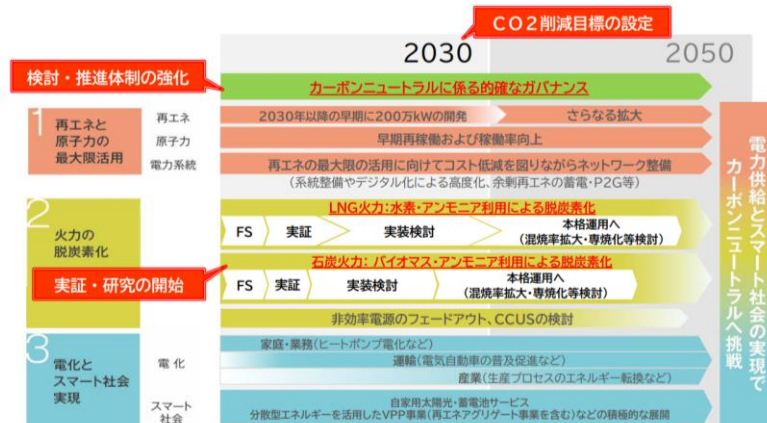 CO2削減目標の設定
2030
2050
検討・推進体制の強化
カーボンニュートラルに係る的確なガバナンス
1
再エネと
原子力の
最大限活用
再エネ
2030年以降の早期に200万kWの開発
さらなる拡大
原子力
早期再稼働および稼働率向上
電力系統
再エネの最大限の活用に向けてコスト低減を図りながらネットワーク整備
(系統整備やデジタル化による高度化、余剰再エネの蓄電・P2G等)
2
火力の
脱炭素化
LNG火力:水素・アンモニア利用による脱炭素化
FS
実証
実装検討
本格運用へ
(混焼率拡大・専焼化等検討)
実証・研究の開始
石炭火力: バイオマス・アンモニア利用による脱炭素化
FS
実証
実装検討
本格運用へ
(混焼率拡大・専焼化等検討)
非効率電源のフェードアウト、CCUSの検討
3
電化と
スマート社会
実現
電 化
家庭・業務(ヒートポンプ電化など)
運輸(電気自動車の普及促進など)
産業(生産プロセスのエネルギー転換など)
スマート
社会
自家用太陽光・蓄電池サービス
分散型エネルギーを活用したVPP事業(再エネアグリゲート事業を含む)などの積極的な展開
電力供給とスマート社会の実現で
カーボンニュートラルへ挑戦